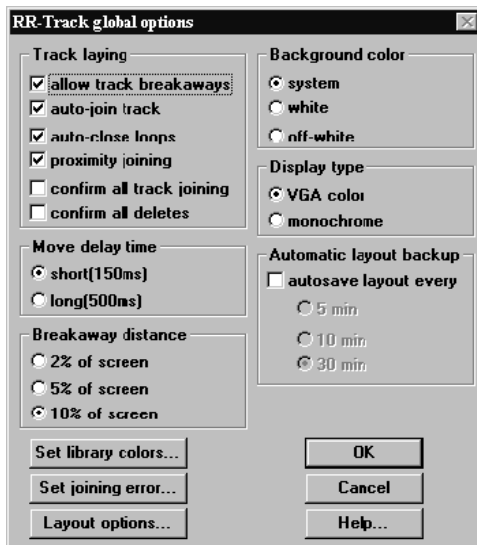 RR-Track global options
Track laying
allow track breakaways
auto-join track
auto-close loops
proximity joining
confirm all track joining
confirm all deletes
Move delay time
short(150ms)
long(500ms)
Breakaway distance
2% of screen
5% of screen
10% of screen
Set library colors...
Set joining error...
Layout options...
Background color
system
white
off-white
Display type
VGA color
monochrome
Automatic layout backup
autosave layout every
5 min
10 min
30 min
OK
Cancel
Help...